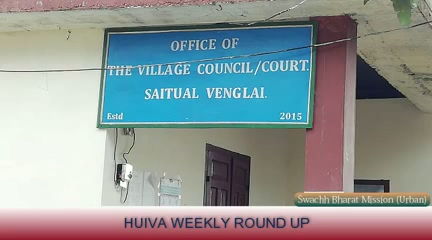 OFFICE OF
THE VILLAGE COUNCIL/COURT.
SAITUAL VENGLAI.
Estd 2015
Swachh Bharat Mission (Urban)
HUIVA WEEKLY ROUND UP